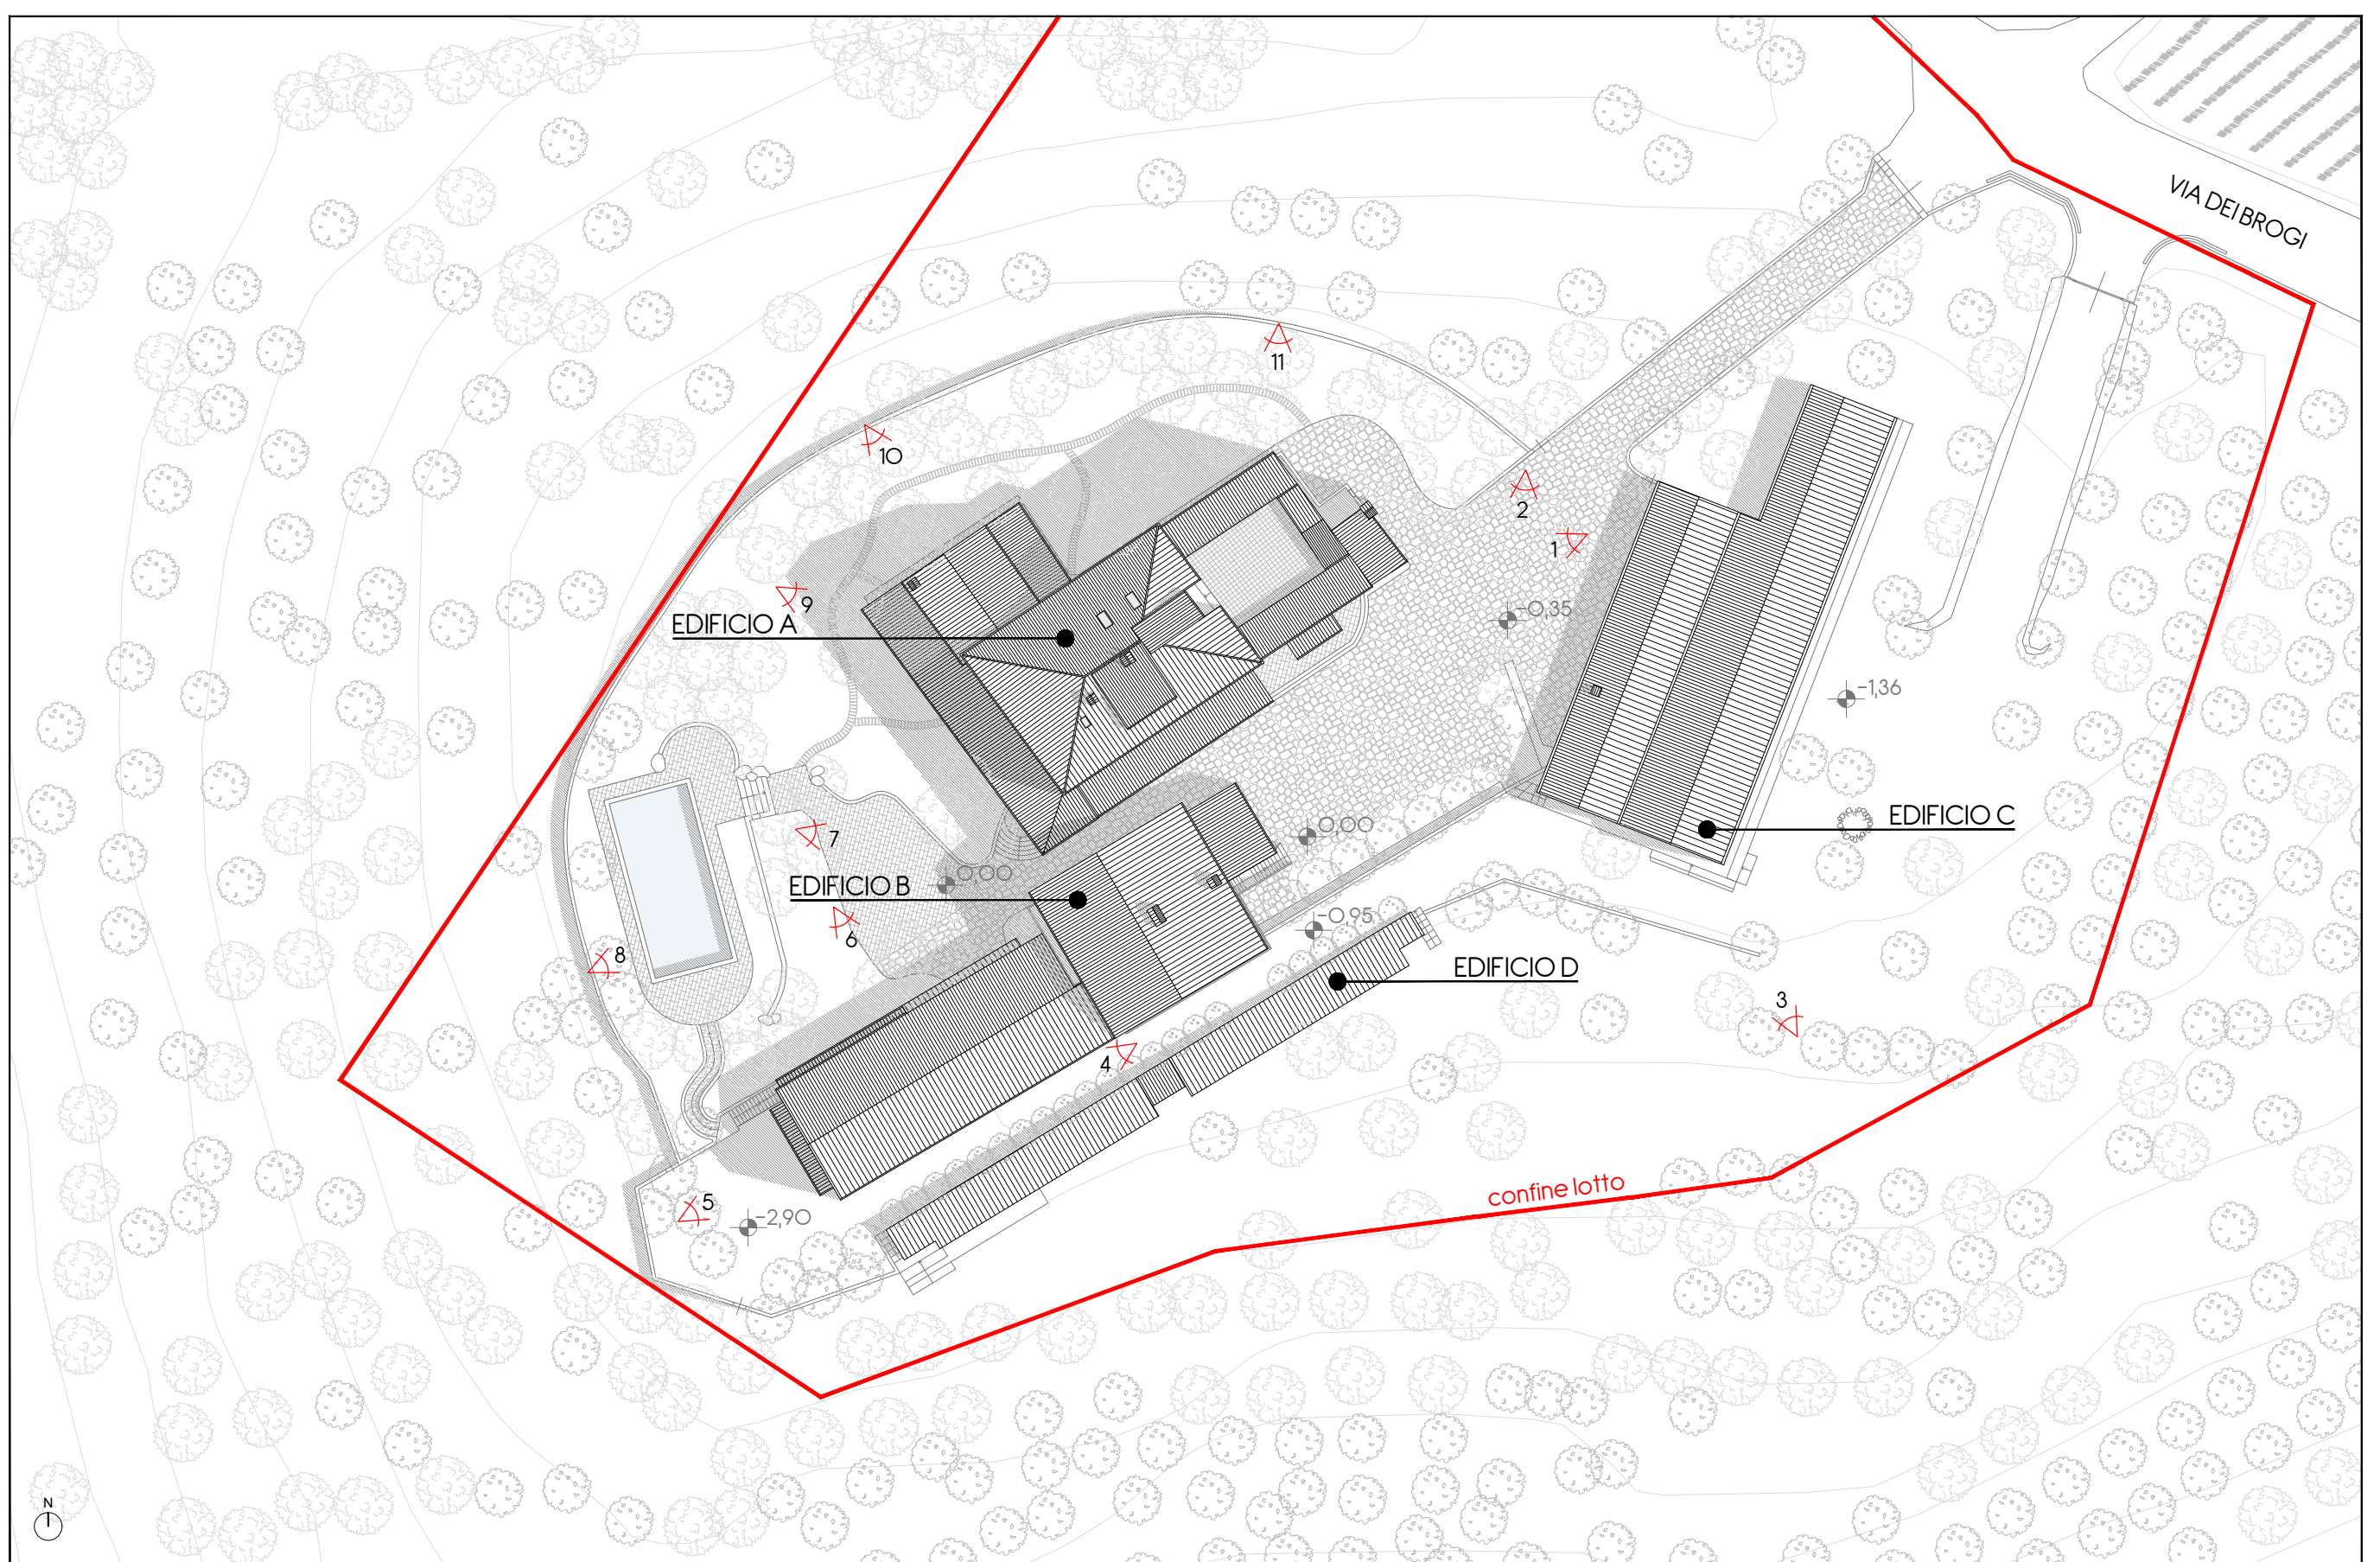 VIA DEI BROGI
11
10
2
1
9
-0,35
EDIFICIO A
-1,36
EDIFICIO C
0,00
7
0,00
EDIFICIO B
-0,95
6
8
EDIFICIO D
3
4
confine lotto
5
-2,90
N